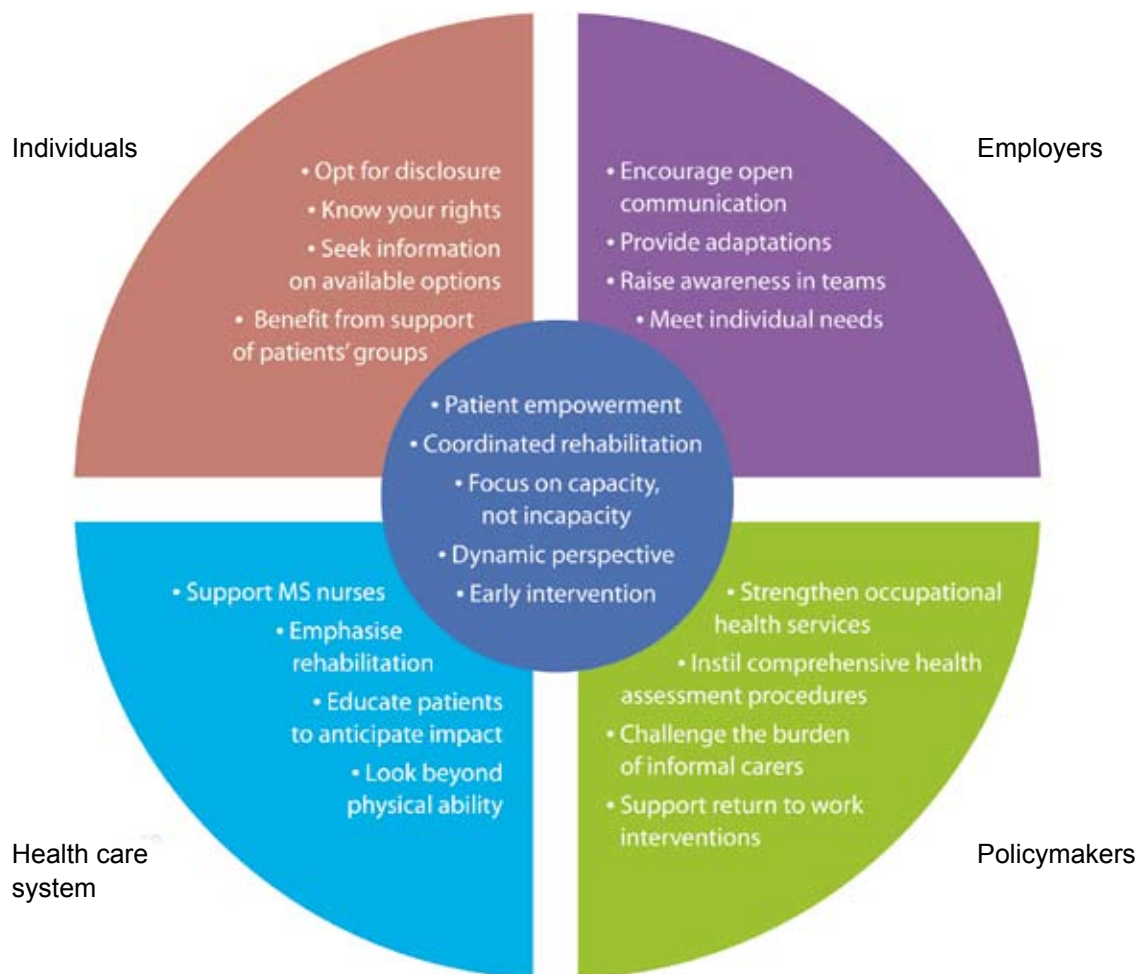 Individuals
• Opt for disclosure
• Know your rights
• Seek information
on available options
• Benefit from support
of patients' groups
Employers
• Encourage open
communication
• Provide adaptations
• Raise awareness in teams
• Meet individual needs
• Patient empowerment
• Coordinated rehabilitation
• Focus on capacity,
not incapacity
• Dynamic perspective
• Early intervention
Health care
system
• Support MS nurses
• Emphasise
rehabilitation
• Educate patients
to anticipate impact
• Look beyond
physical ability
Policymakers
• Strengthen occupational
health services
• Instil comprehensive health
assessment procedures
• Challenge the burden
of informal carers
• Support return to work
interventions